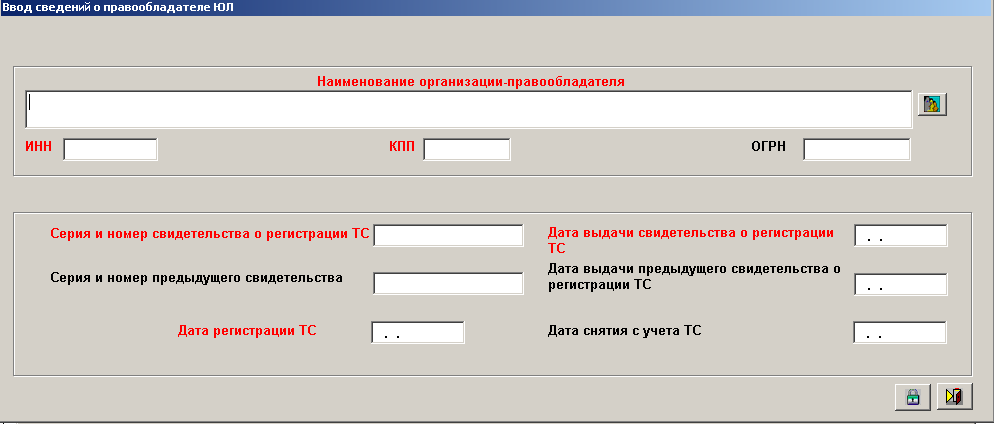 Ввод сведений о правообладателе ЮЛ
Наименование организации-правообладателя
ИНН
КПП
ОГРН
Серия и номер свидетельства о регистрации ТС
Дата выдачи свидетельства о регистрации
ТС
. .
Серия и номер предыдущего свидетельства
Дата выдачи предыдущего свидетельства о
регистрации ТС
. .
Дата регистрации ТС
. .
Дата снятия с учета ТС
. .